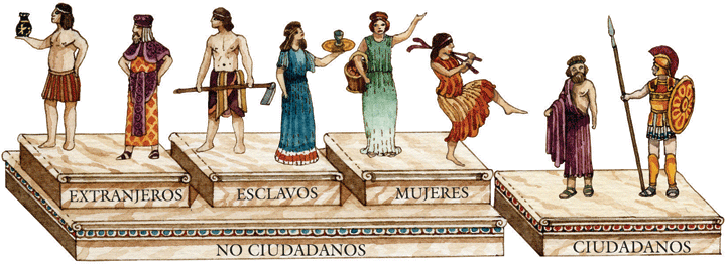 EXTRANJEROS
ESCLAVOS
MUJERES
NO CIUDADANOS
CIUDADANOS